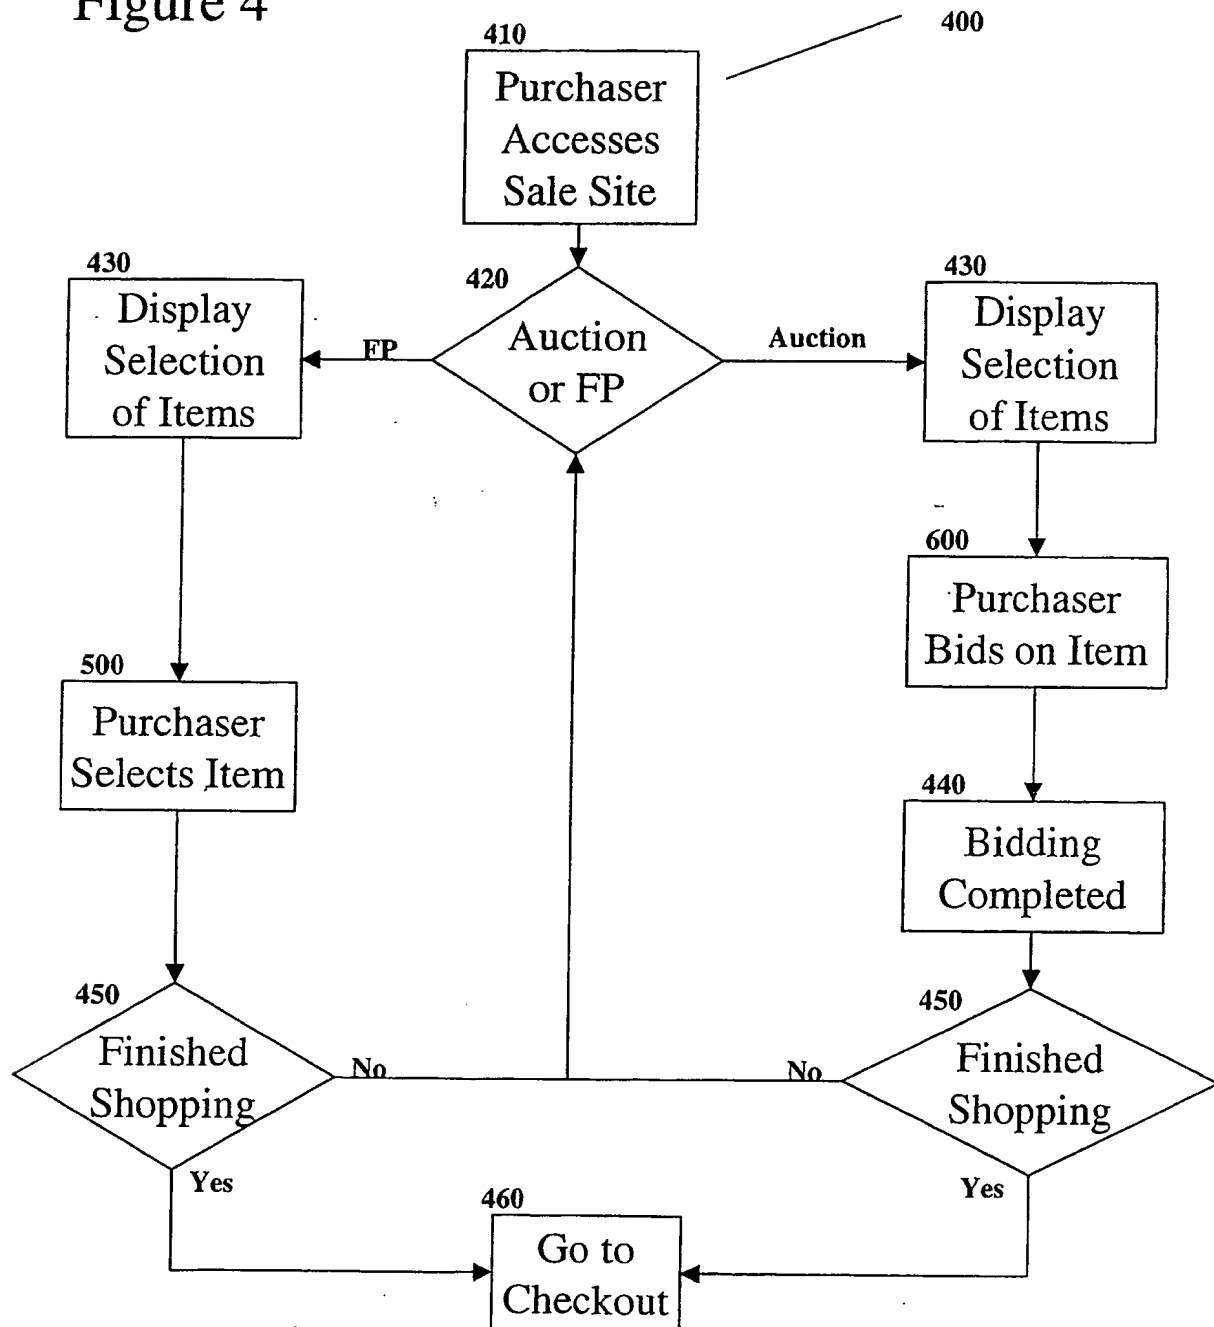 Figure 4
400
410
Purchaser
Accesses
Sale Site
420
Auction
or FP
FP
Auction
430
Display
Selection
of Items
430
Display
Selection
of Items
500
Purchaser
Selects Item
600
Purchaser
Bids on Item
440
Bidding
Completed
450
Finished
Shopping
No
Yes
450
Finished
Shopping
No
Yes
460
Go to
Checkout